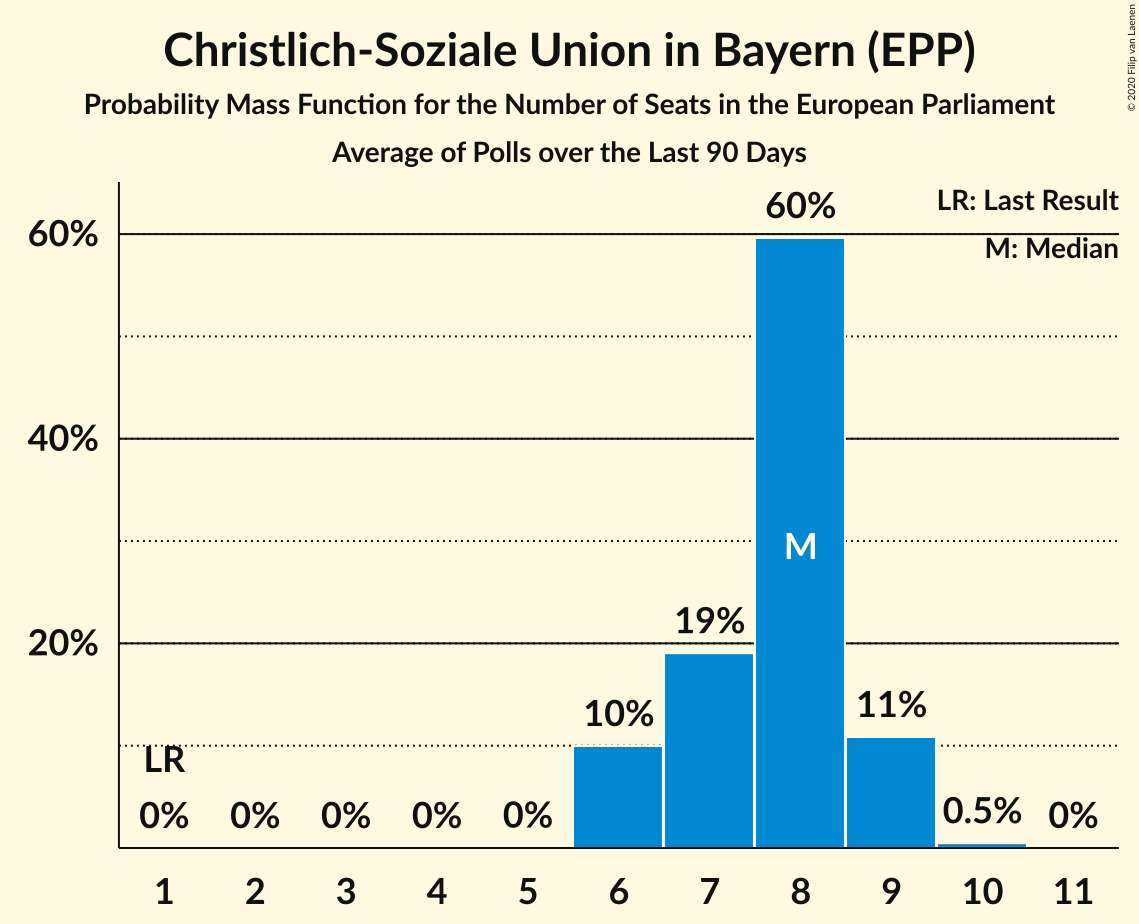 Christlich-Soziale Union in Bayern (EPP)
Probability Mass Function for the Number of Seats in the European Parliament
Average of Polls over the Last 90 Days
© 2020 Filip van Laenen
LR: Last Result
M: Median
60%
40%
20%
LR
0%
0%
0%
0%
0%
10%
19%
60%
M
11%
0.5%
0%
1 2 3 4 5 6 7 8 9 10 11